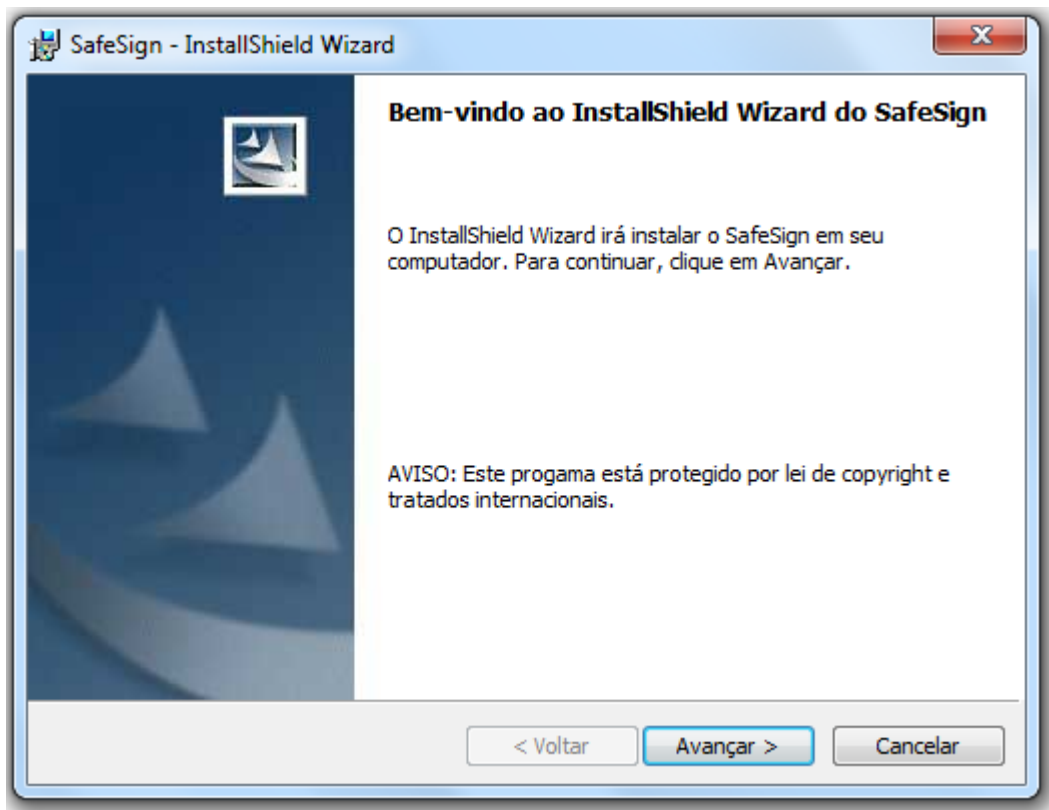 SafeSign - InstallShield Wizard
Bem-vindo ao InstallShield Wizard do SafeSign
O InstallShield Wizard irá instalar o SafeSign em seu
computador. Para continuar, clique em Avançar.
AVISO: Este progama está protegido por lei de copyright e
tratados internacionais.
< Voltar
Avançar >
Cancelar